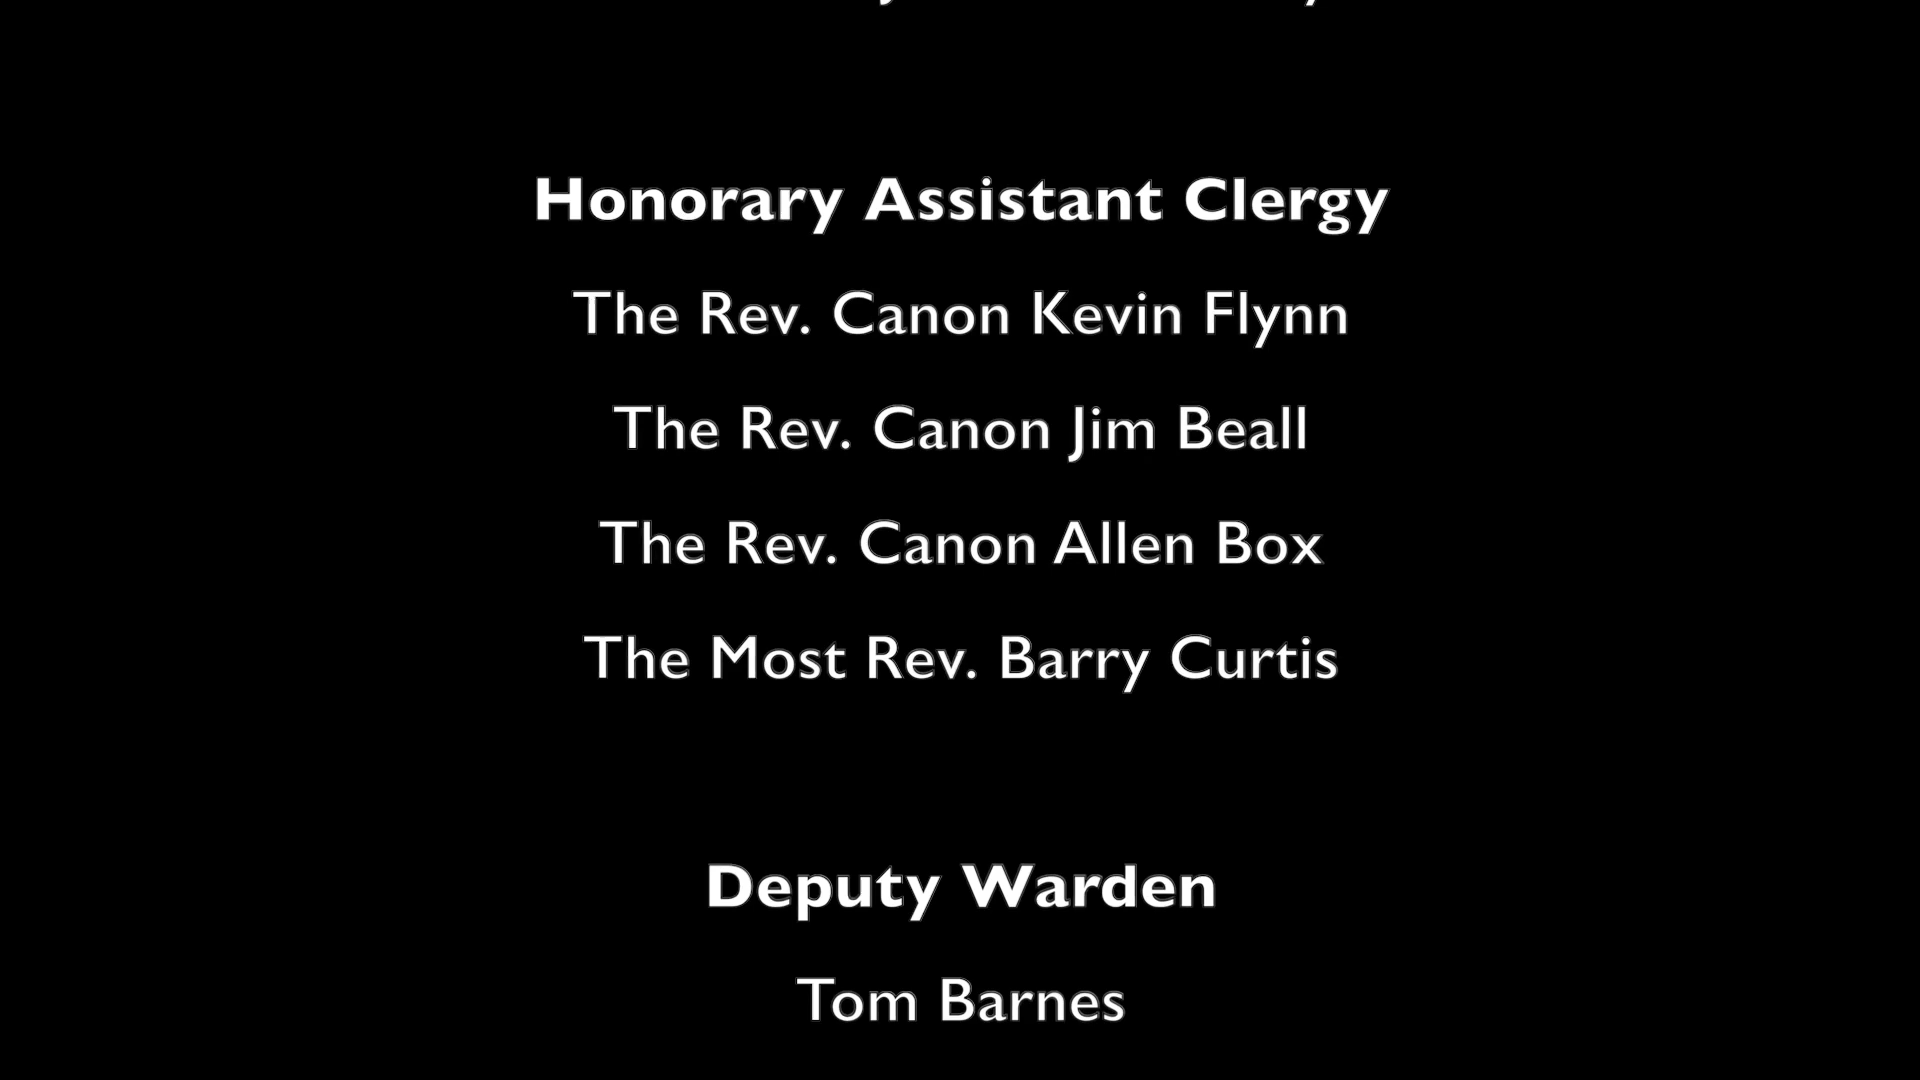 Honorary Assistant Clergy
The Rev. Canon Kevin Flynn
The Rev. Canon Jim Beall
The Rev. Canon Allen Box
The Most Rev. Barry Curtis
Deputy Warden
Tom Barnes